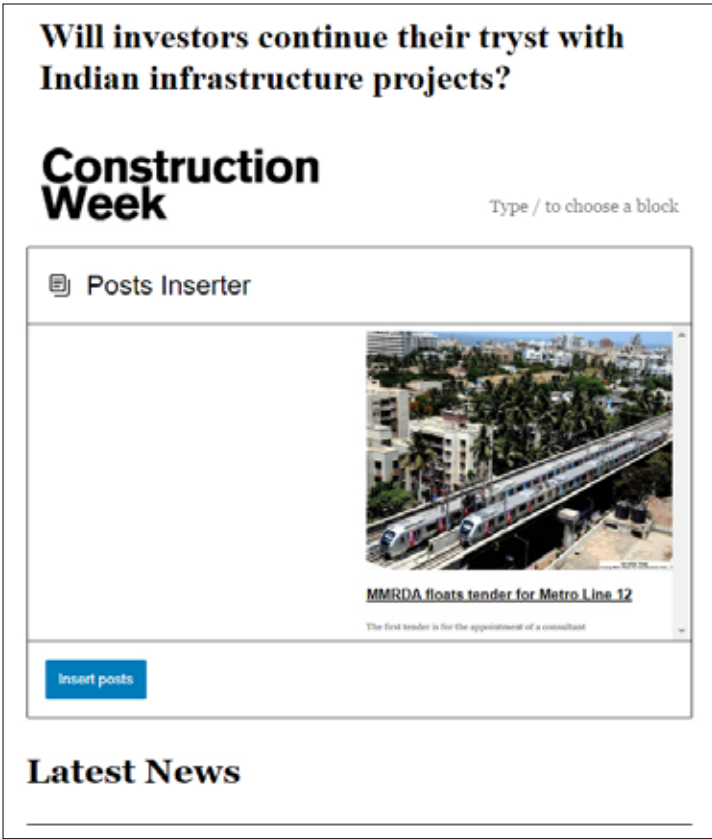 Will investors continue their tryst with
Indian infrastructure projects?
Construction
Week
Type / to choose a block
Posts Inserter
MMRDA floats tender for Metro Line 12
The first tender is for the appointment of a consultant
Insert posts
Latest News